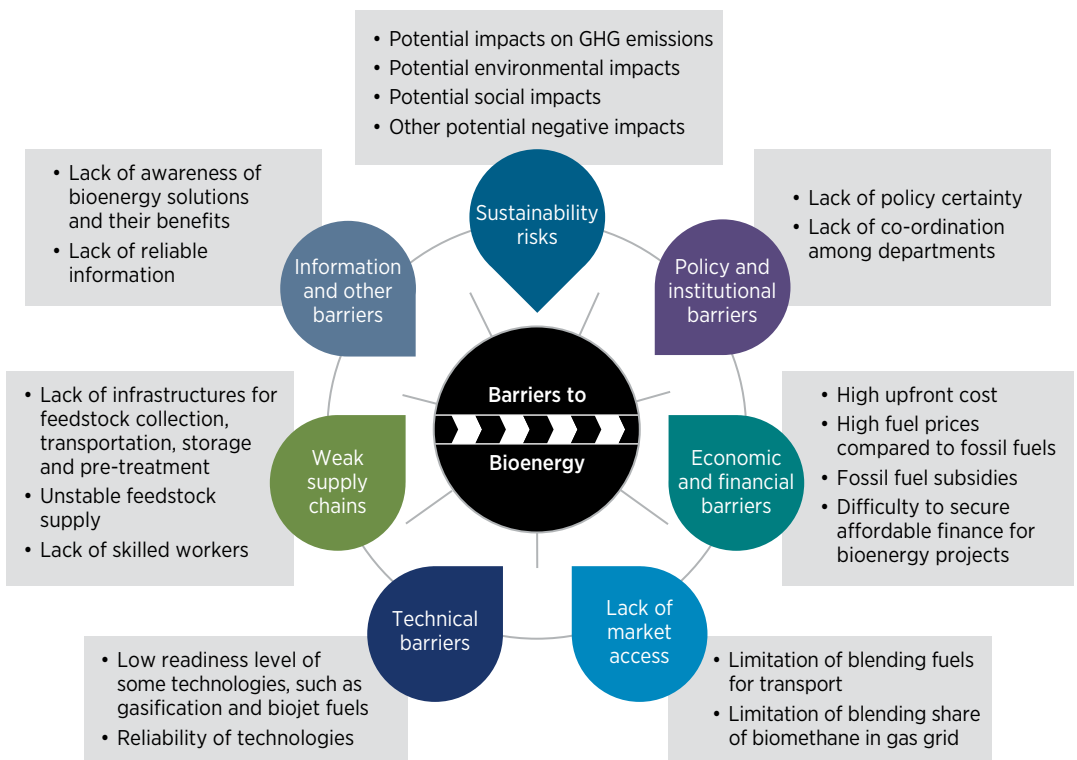 • Potential impacts on GHG emissions
• Potential environmental impacts
• Potential social impacts
• Other potential negative impacts
Sustainability
risks
• Lack of policy certainty
• Lack of co-ordination
among departments
Policy and
institutional
barriers
• High upfront cost
• High fuel prices
compared to fossil fuels
• Fossil fuel subsidies
• Difficulty to secure
affordable finance for
bioenergy projects
Economic
and financial
barriers
• Limitation of blending fuels
for transport
• Limitation of blending share
of biomethane in gas grid
Lack of
market
access
• Low readiness level of
some technologies, such as
gasification and biojet fuels
• Reliability of technologies
Technical
barriers
• Lack of infrastructures for
feedstock collection,
transportation, storage
and pre-treatment
• Unstable feedstock
supply
• Lack of skilled workers
Weak
supply
chains
• Lack of awareness of
bioenergy solutions
and their benefits
• Lack of reliable
information
Information
and other
barriers
Barriers to
Bioenergy